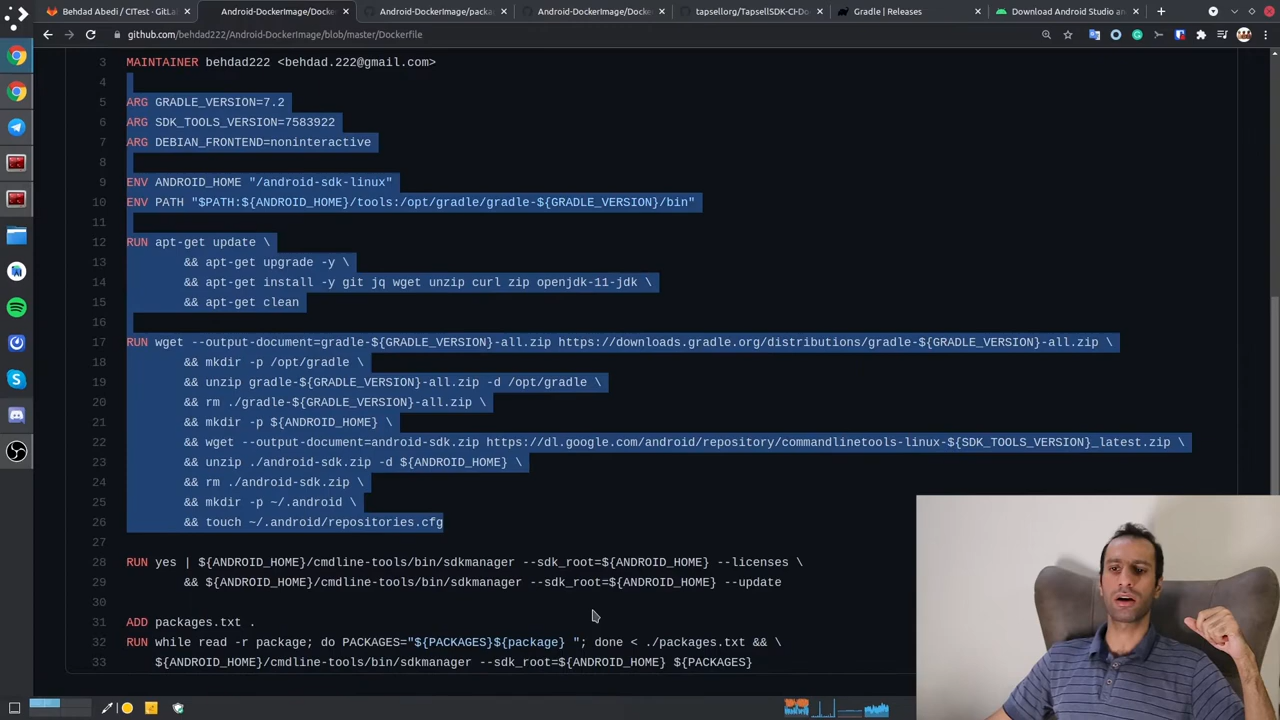 Behdad Abedi / CITest · GitLab
Android-DockerImage/Docke
Android-DockerImage/pack
Android-DockerImage/Docke
tapsellorg/TapsellSDK-CI-Do
Gradle | Releases
Download Android Studio an
github.com/behdad222/Android-DockerImage/blob/master/Dockerfile
3 MAINTAINER behdad222 <behdad.222@gmail.com>
4
5 ARG GRADLE_VERSION=7.2
6 ARG SDK_TOOLS_VERSION=7583922
7 ARG DEBIAN_FRONTEND=noninteractive
8
9 ENV ANDROID_HOME "/android-sdk-linux"
10 ENV PATH "$PATH:${ANDROID_HOME}/tools:/opt/gradle/gradle-${GRADLE_VERSION}/bin"
11
12 RUN apt-get update \
13 && apt-get upgrade -y \
14 && apt-get install -y git jq wget unzip curl zip openjdk-11-jdk \
15 && apt-get clean
16
17 RUN wget --output-document=gradle-${GRADLE_VERSION}-all.zip https://downloads.gradle.org/distributions/gradle-${GRADLE_VERSION}-all.zip \
18 && mkdir -p /opt/gradle \
19 && unzip gradle-${GRADLE_VERSION}-all.zip -d /opt/gradle \
20 && rm ./gradle-${GRADLE_VERSION}-all.zip \
21 && mkdir -p ${ANDROID_HOME} \
22 && wget --output-document=android-sdk.zip https://dl.google.com/android/repository/commandlinetools-linux-${SDK_TOOLS_VERSION}_latest.zip \
23 && unzip ./android-sdk.zip -d ${ANDROID_HOME} \
24 && rm ./android-sdk.zip \
25 && mkdir -p ~/.android \
26 && touch ~/.android/repositories.cfg
27
28 RUN yes | ${ANDROID_HOME}/cmdline-tools/bin/sdkmanager --sdk_root=${ANDROID_HOME} --licenses \
29 && ${ANDROID_HOME}/cmdline-tools/bin/sdkmanager --sdk_root=${ANDROID_HOME} --update
30
31 ADD packages.txt .
32 RUN while read -r package; do PACKAGES="${PACKAGES}${package} "; done < ./packages.txt && \
33 ${ANDROID_HOME}/cmdline-tools/bin/sdkmanager --sdk_root=${ANDROID_HOME} ${PACKAGES}